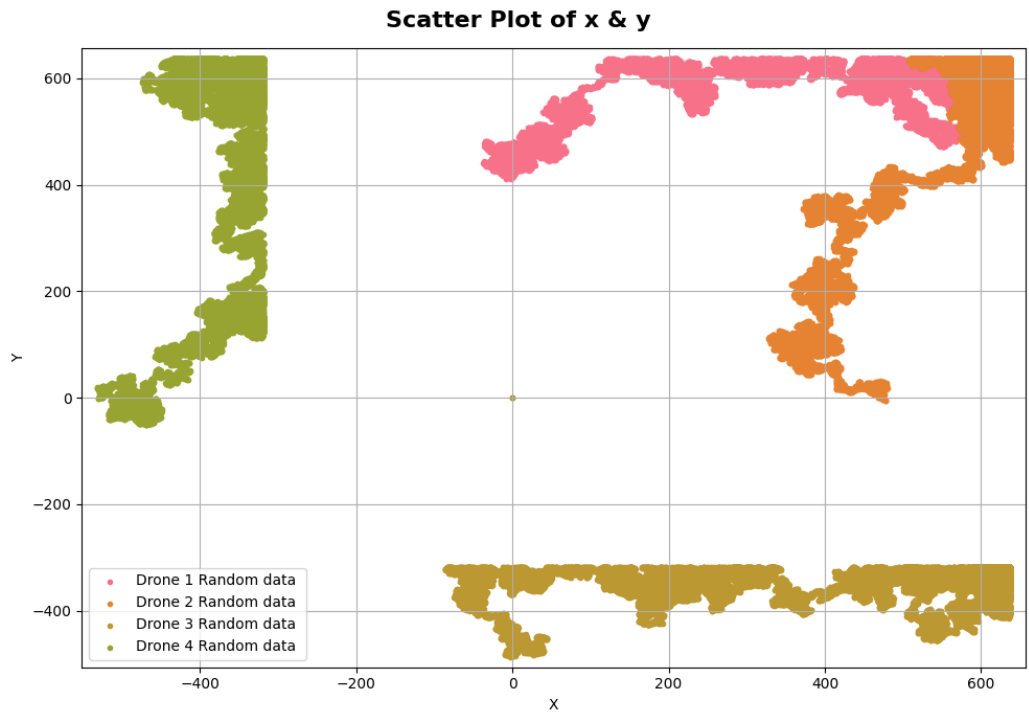 Scatter Plot of x & y
600
400
200
0
−200
−400
Y
Drone 1 Random data
Drone 2 Random data
Drone 3 Random data
Drone 4 Random data
−400 −200 0 200 400 600
X